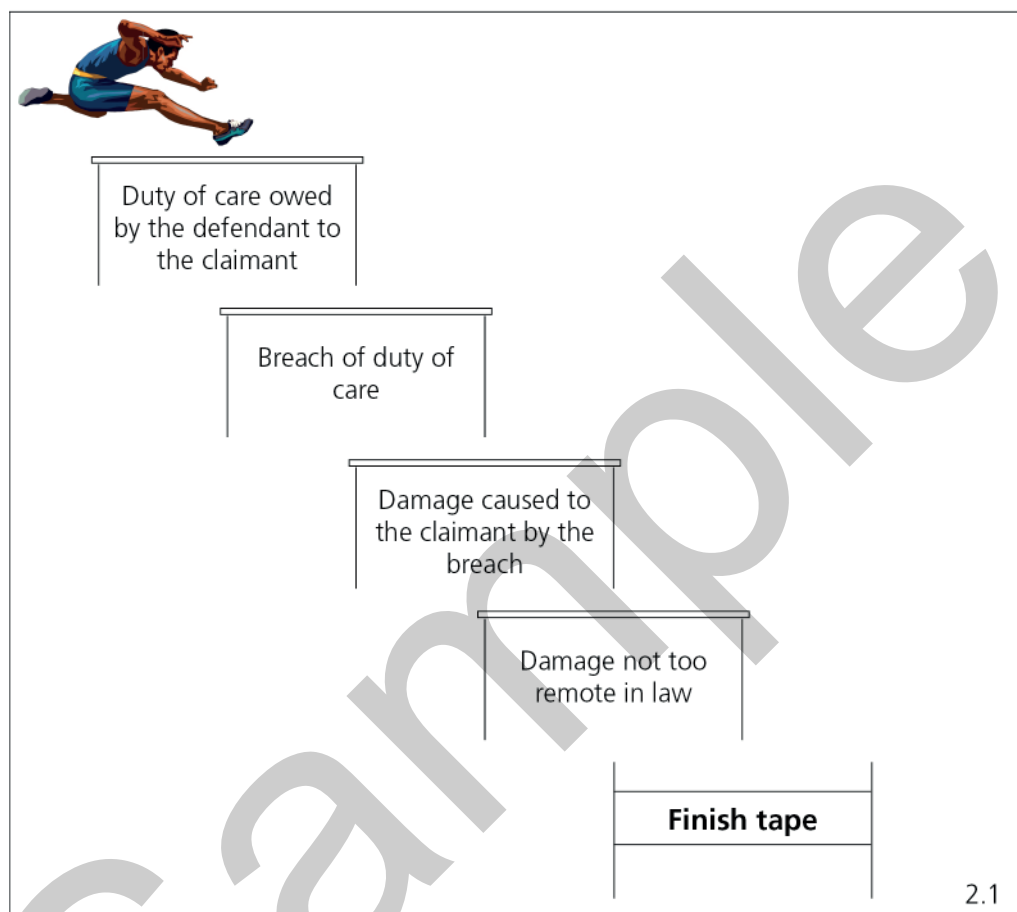 Duty of care owed
by the defendant to
the claimant
Breach of duty of
care
Damage caused to
the claimant by the
breach
Damage not too
remote in law
Finish tape
2.1
Sample